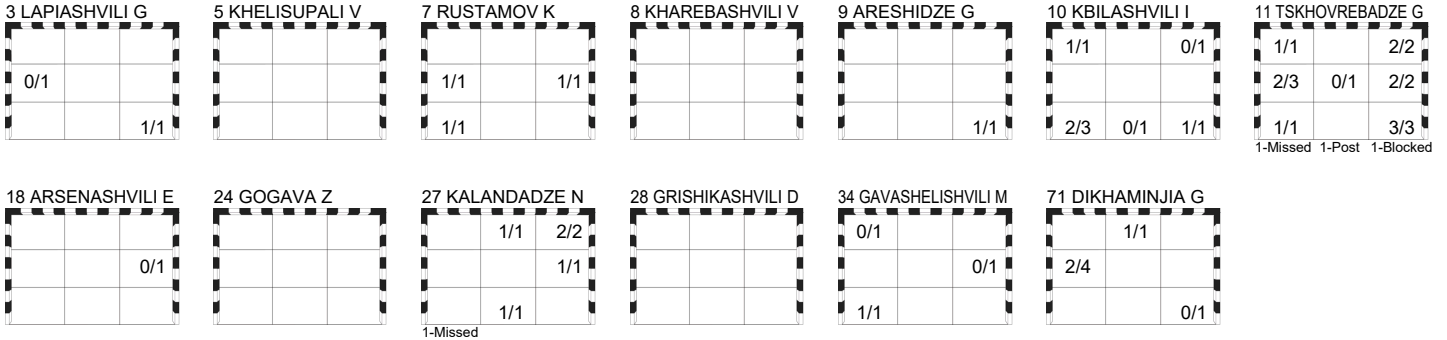 3 LAPIASHVILI G 5 KHELISUPALI V 7 RUSTAMOV K 8 KHAREBASHVILI V 9 ARESHIDZE G 10 KBILASHVILI I 11 TSKHOVREBADZE G
1/1 0/1 1/1 2/2
0/1 1/1 1/1 2/3 0/1 2/2
1/1 1/1 1/1 2/3 0/1 1/1 1/1 3/3
1-Missed 1-Post 1-Blocked
18 ARSENASHVILI E 24 GOGAVA Z 27 KALANDADZE N 28 GRISHIKASHVILI D 34 GAVASHELISHVILI M 71 DIKHAMINJIA G
1/1 2/2 0/1 1/1
0/1 1/1 0/1 2/4
1/1 1/1 0/1
1-Missed